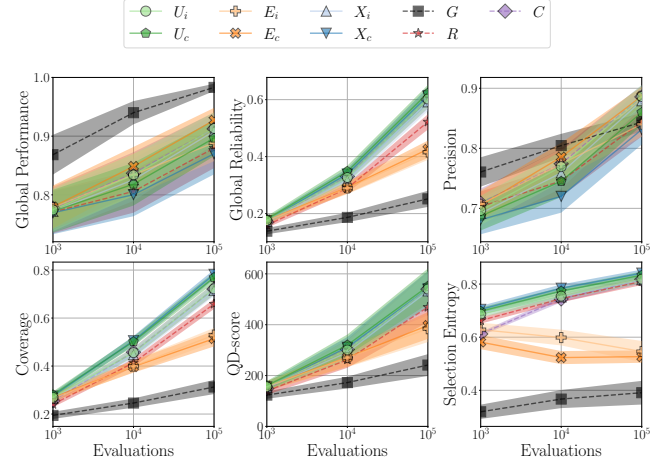 U_i E_i X_i G C
U_c E_c X_c R
Global Performance
1.0
0.9
0.8
10^3 10^4 10^5
Global Reliability
0.6
0.4
0.2
10^3 10^4 10^5
Precision
0.9
0.8
0.7
10^3 10^4 10^5
Coverage
0.8
0.6
0.4
0.2
10^3 10^4 10^5
Evaluations
QD-score
600
400
200
0
10^3 10^4 10^5
Evaluations
Selection Entropy
0.8
0.6
0.4
10^3 10^4 10^5
Evaluations